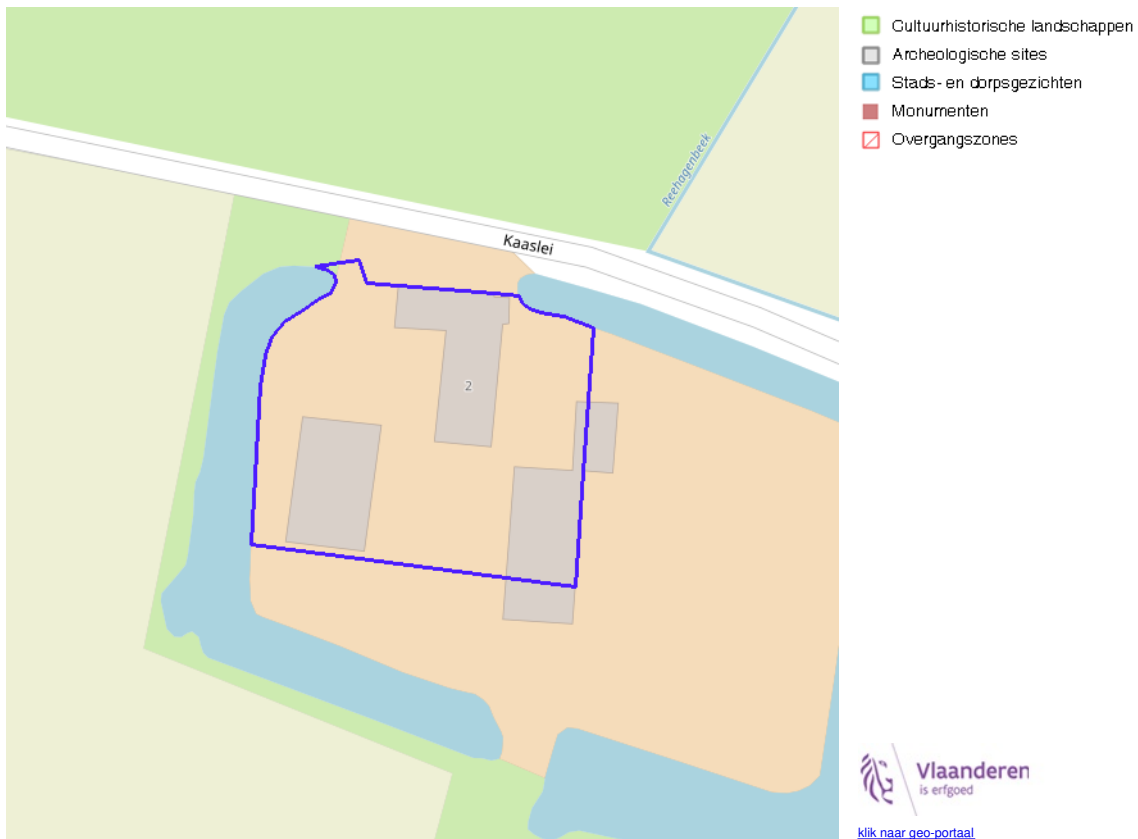 Cultuurhistorische landschappen
Archeologische sites
Stads- en dorpsgezichten
Monumenten
Overgangszones
Reehagenbeek
Kaaslei
2
Vlaanderen
is erfgoed
klik naar geo-portaal